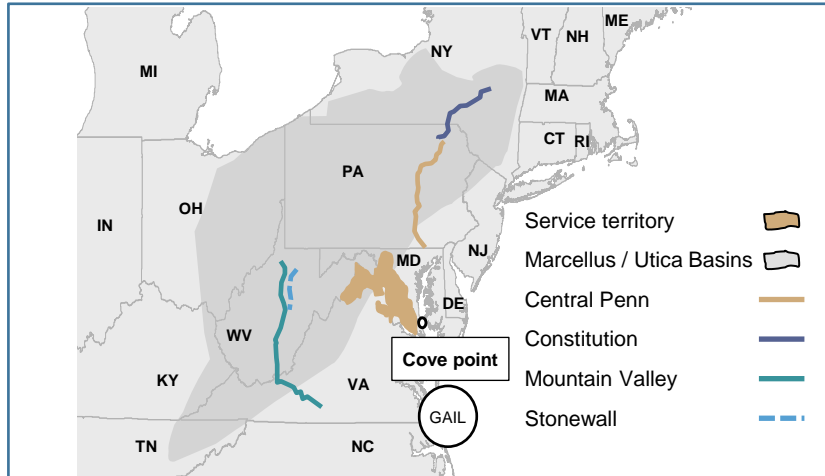 ME
VT
NH
NY
MI
MA
CT
RI
PA
OH
IN
NJ
MD
DE
WV
KY
VA
TN
NC
Cove point
GAIL
Service territory
Marcellus / Utica Basins
Central Penn
Constitution
Mountain Valley
Stonewall